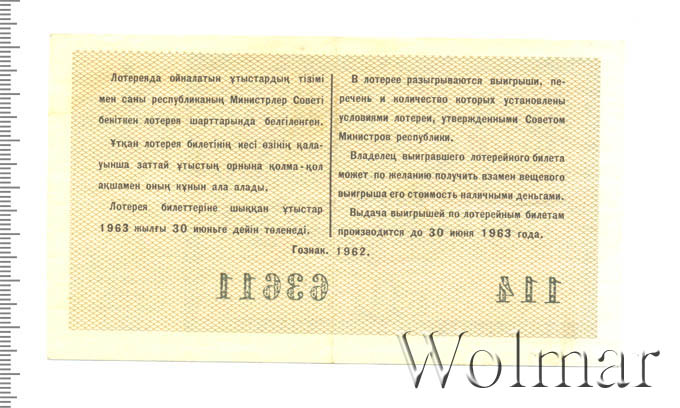 Лотереяда ойналатын ұтыстардың тізімі
мен саны республиканың Министрлер Советі
бекіткен лотерея шарттарында белгіленген.
Ұтқан лотерея билетінің иесі өзінің қала-
уынша заттай ұтыстың орнына қолма-қол
ақшамен оның құнын ала алады.
Лотерея билеттеріне шыққан ұтыстар
1963 жылғы 30 июньге дейін төленеді.
В лотерее разыгрываются выигрыши, пе-
речень и количество которых установлены
условиями лотереи, утвержденными Советом
Министров республики.
Владелец выигравшего лотерейного билета
может по желанию получить взамен вещевого
выигрыша его стоимость наличными деньгами.
Выдача выигрышей по лотерейным билетам
производится до 30 июня 1963 года.
Гознак. 1962.
63611
114
Wolmar